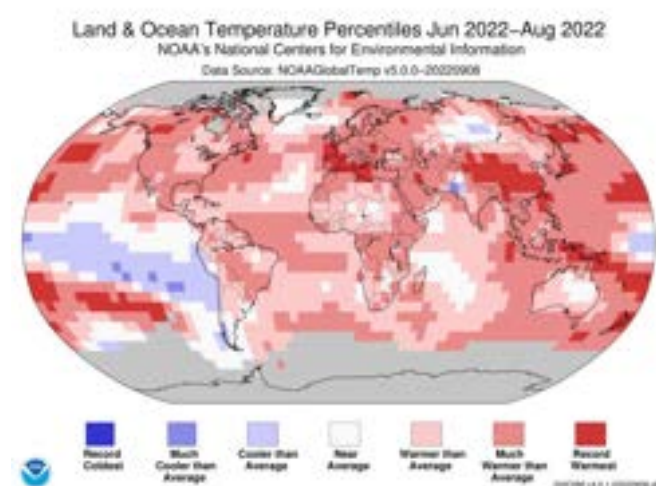 Land & Ocean Temperature Percentiles Jun 2022–Aug 2022
NOAA's National Centers for Environmental Information
Data Source: NOAAGlobalTemp v5.0.0–20220908
Record
Coldest
Much
Cooler than
Average
Cooler than
Average
Near
Average
Warmer than
Average
Much
Warmer than
Average
Record
Warmest